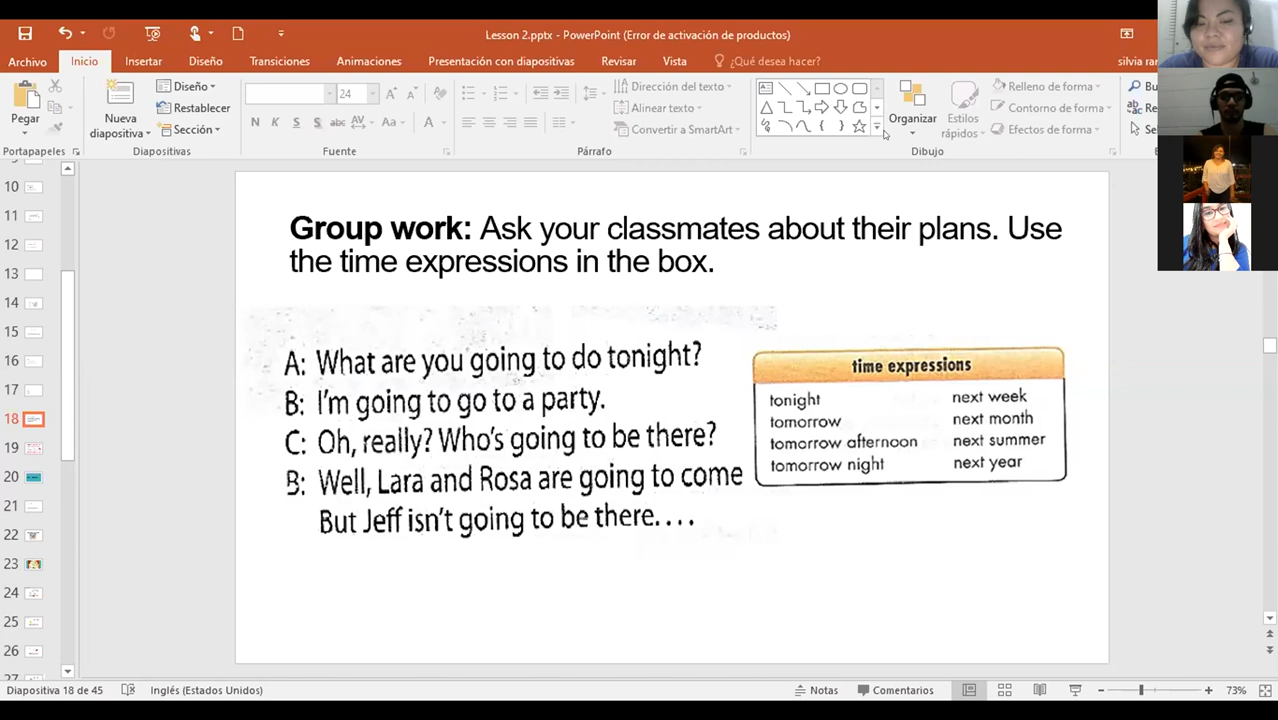 Lesson 2.pptx - PowerPoint (Error de activación de productos)
Archivo Inicio Insertar Diseño Transiciones Animaciones Presentación con diapositivas Revisar Vista ¿Qué desea hacer?
silvia ran
Pegar
Portapapeles
Nueva diapositiva
Diseño
Restablecer
Sección
Diapositivas
24
N K S abc AV Aa A
Fuente
Dirección del texto
Alinear texto
Convertir a SmartArt
Párrafo
Organizar
Estilos rápidos
Relleno de forma
Contorno de forma
Efectos de forma
Dibujo
Bu
Re
Se
10
11
12
13
14
15
16
17
18
19
20
21
22
23
24
25
26
27
Group work: Ask your classmates about their plans. Use
the time expressions in the box.
A: What are you going to do tonight?
B: I'm going to go to a party.
C: Oh, really? Who's going to be there?
B: Well, Lara and Rosa are going to come
But Jeff isn't going to be there. . . .
time expressions
tonight next week
tomorrow next month
tomorrow afternoon next summer
tomorrow night next year
Diapositiva 18 de 45 Inglés (Estados Unidos) Notas Comentarios 73%